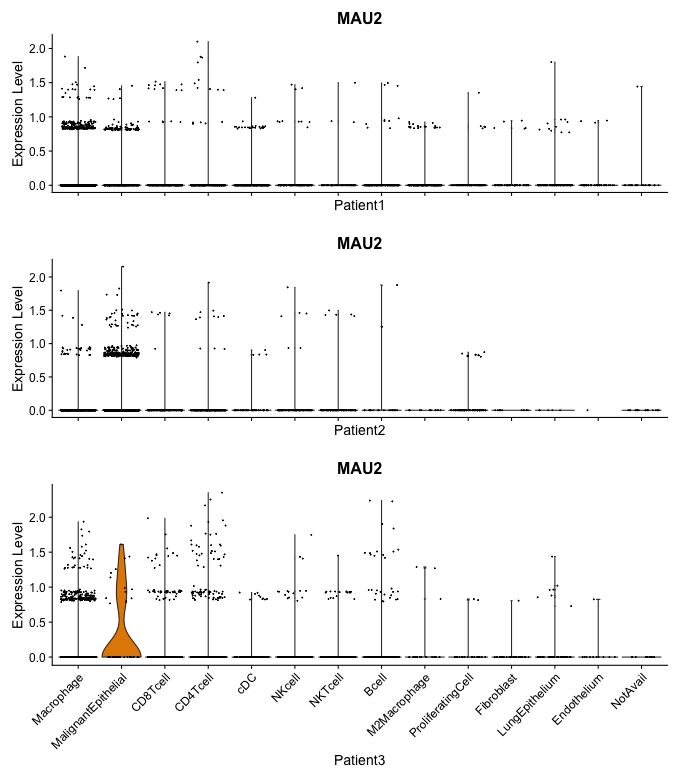 MAU2
Expression Level
2.0
1.5
1.0
0.5
0.0
Patient1
MAU2
Expression Level
2.0
1.5
1.0
0.5
0.0
Patient2
MAU2
Expression Level
2.0
1.5
1.0
0.5
0.0
Macrophage
MalignantEpithelial
CD8Tcell
CD4Tcell
cDC
NKcell
NKTcell
Bcell
M2Macrophage
ProliferatingCell
Fibroblast
LungEpithelium
Endothelium
NotAvail
Patient3